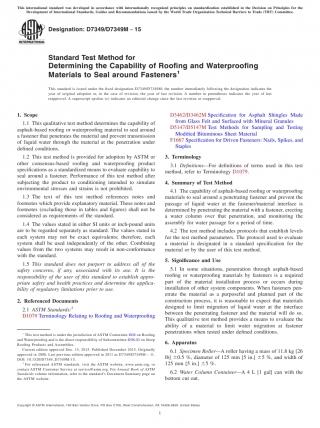 This international standard was developed in accordance with internationally recognized principles on standardization established in the Decision on Principles for the
Development of International Standards, Guides and Recommendations issued by the World Trade Organization Technical Barriers to Trade (TBT) Committee.
Designation: D7349/D7349M – 15
INTERNATIONAL
Standard Test Method for
Determining the Capability of Roofing and Waterproofing
Materials to Seal around Fasteners¹
This standard is issued under the fixed designation D7349/D7349M; the number immediately following the designation indicates the
year of original adoption or, in the case of revision, the year of last revision. A number in parentheses indicates the year of last
reapproval. A superscript epsilon (ε) indicates an editorial change since the last revision or reapproval.
1. Scope
1.1 This qualitative test method determines the capability of
asphalt-based roofing or waterproofing material to seal around
a fastener that penetrates the material and prevent transmission
of liquid water through the material at the penetration under
defined conditions.
1.2 This test method is provided for adoption by ASTM or
other consensus-based roofing and waterproofing product
specifications as a standardized means to evaluate capability to
seal around a fastener. Performance of this test method after
subjecting the product to conditioning intended to simulate
environmental stresses and strains is not prohibited.
1.3 The text of this test method references notes and
footnotes which provide explanatory material. These notes and
footnotes (excluding those in tables and figures) shall not be
considered as requirements of the standard.
1.4 The values stated in either SI units or inch-pound units
are to be regarded separately as standard. The values stated in
each system may not be exact equivalents; therefore, each
system shall be used independently of the other. Combining
values from the two systems may result in non-conformance
with the standard.
1.5 This standard does not purport to address all of the
safety concerns, if any, associated with its use. It is the
responsibility of the user of this standard to establish appro-
priate safety and health practices and determine the applica-
bility of regulatory limitations prior to use.
2. Referenced Documents
2.1 ASTM Standards:²
D1079 Terminology Relating to Roofing and Waterproofing
¹ This test method is under the jurisdiction of ASTM Committee D08 on Roofing
and Waterproofing and is the direct responsibility of Subcommittee D08.02 on Steep
Roofing Products and Assemblies.
Current edition approved Dec. 15, 2015. Published December 2015. Originally
approved in 2008. Last previous edition approved in 2011 as D7349/D7349M – 11.
DOI: 10.1520/D7349_D7349M-15.
² For referenced ASTM standards, visit the ASTM website, www.astm.org, or
contact ASTM Customer Service at service@astm.org. For Annual Book of ASTM
Standards volume information, refer to the standard's Document Summary page on
the ASTM website.
D3462/D3462M Specification for Asphalt Shingles Made
from Glass Felt and Surfaced with Mineral Granules
D5147/D5147M Test Methods for Sampling and Testing
Modified Bituminous Sheet Material
F1667 Specification for Driven Fasteners: Nails, Spikes, and
Staples
3. Terminology
3.1 Definitions—For definitions of terms used in this test
method, refer to Terminology D1079.
4. Summary of Test Method
4.1 The capability of asphalt-based roofing or waterproofing
materials to seal around a penetrating fastener and prevent the
passage of liquid water at the fastener/material interface is
determined by penetrating the material with a fastener, erecting
a water column over that penetration, and monitoring the
assembly for water passage for a period of time.
4.2 The test method includes protocols that establish levels
for the test method parameters. The protocol used to evaluate
a material is designated in a standard specification for the
material or by the user of this test method.
5. Significance and Use
5.1 In some situations, penetration through asphalt-based
roofing or waterproofing materials by fasteners is a required
part of the material installation process or occurs during
installation of other system components. When fasteners pen-
etrate the material as a purposeful and planned part of the
construction process, it is reasonable to expect that materials
designed to limit migration of liquid water at the interface
between the penetrating fastener and the material will do so.
This qualitative test method provides a means to evaluate the
ability of a material to limit water migration at fastener
penetrations when tested under defined conditions.
6. Apparatus
6.1 Specimen Roller—A roller having a mass of 11.8 kg [26
lb] ±0.5 %, diameter of 125 mm [5 in.] ±5 %, and width of
125 mm [5 in.] ±5 %.
6.2 Water Container—A 4 L [1 gal] can with the
bottom cut out.
Copyright © ASTM International, 100 Barr Harbor Drive, PO Box C700, West Conshohocken, PA 19428-2959. United States
1